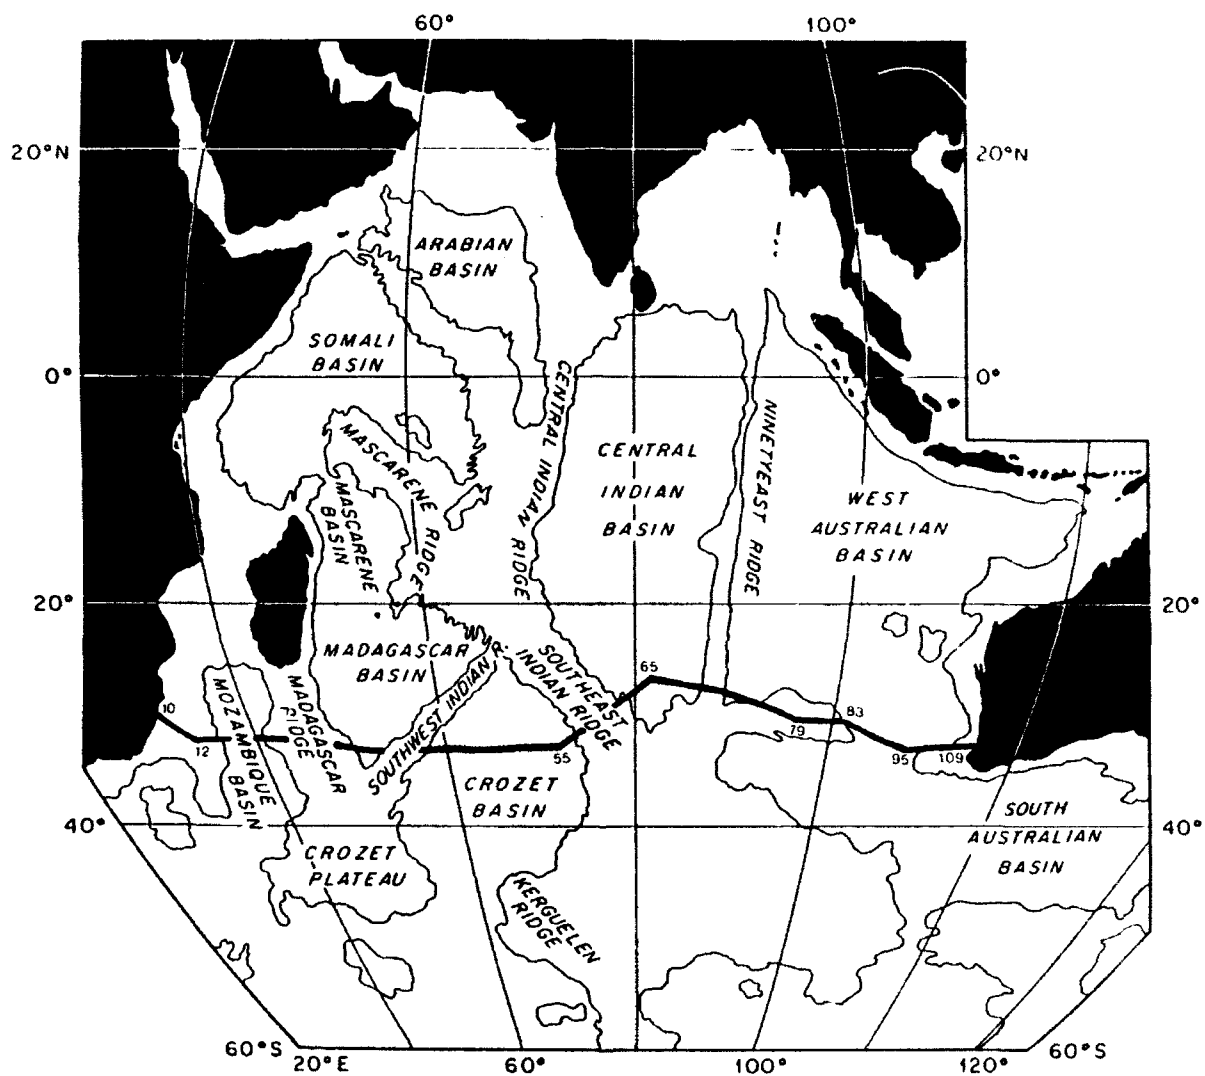 60°
100°
20°N
20°N
ARABIAN
BASIN
SOMALI
BASIN
0°
0°
CENTRAL INDIAN RIDGE
MASCARENE RIDGE
MASCARENE
BASIN
CENTRAL
INDIAN
BASIN
NINETYEAST RIDGE
WEST
AUSTRALIAN
BASIN
20°
20°
MADAGASCAR
BASIN
SOUTHWEST INDIAN R.
SOUTHEAST
INDIAN RIDGE
MADAGASCAR
RIDGE
MOZAMBIQUE
BASIN
10
12
55
65
79
83
95
109
CROZET
BASIN
SOUTH
AUSTRALIAN
BASIN
40°
40°
CROZET
PLATEAU
KERGUELEN
RIDGE
60°S
20°E
60°
100°
120°
60°S